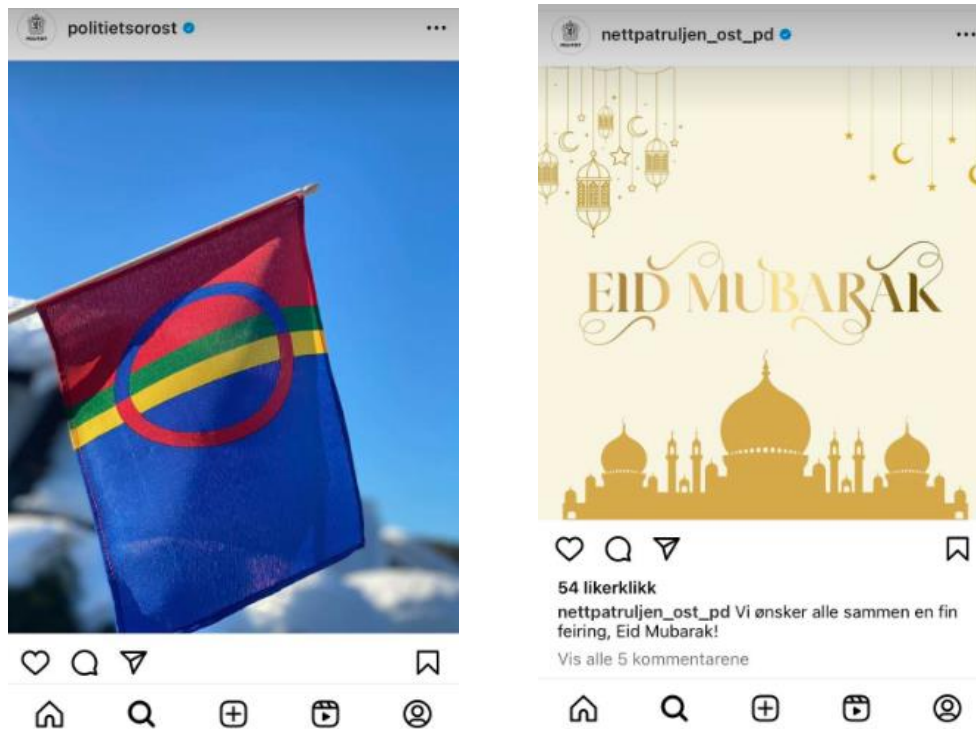 politietsorost
nettpatruljen_ost_pd
EID MUBARAK
54 likerklikk
nettpatruljen_ost_pd Vi ønsker alle sammen en fin
feiring, Eid Mubarak!
Vis alle 5 kommentarene